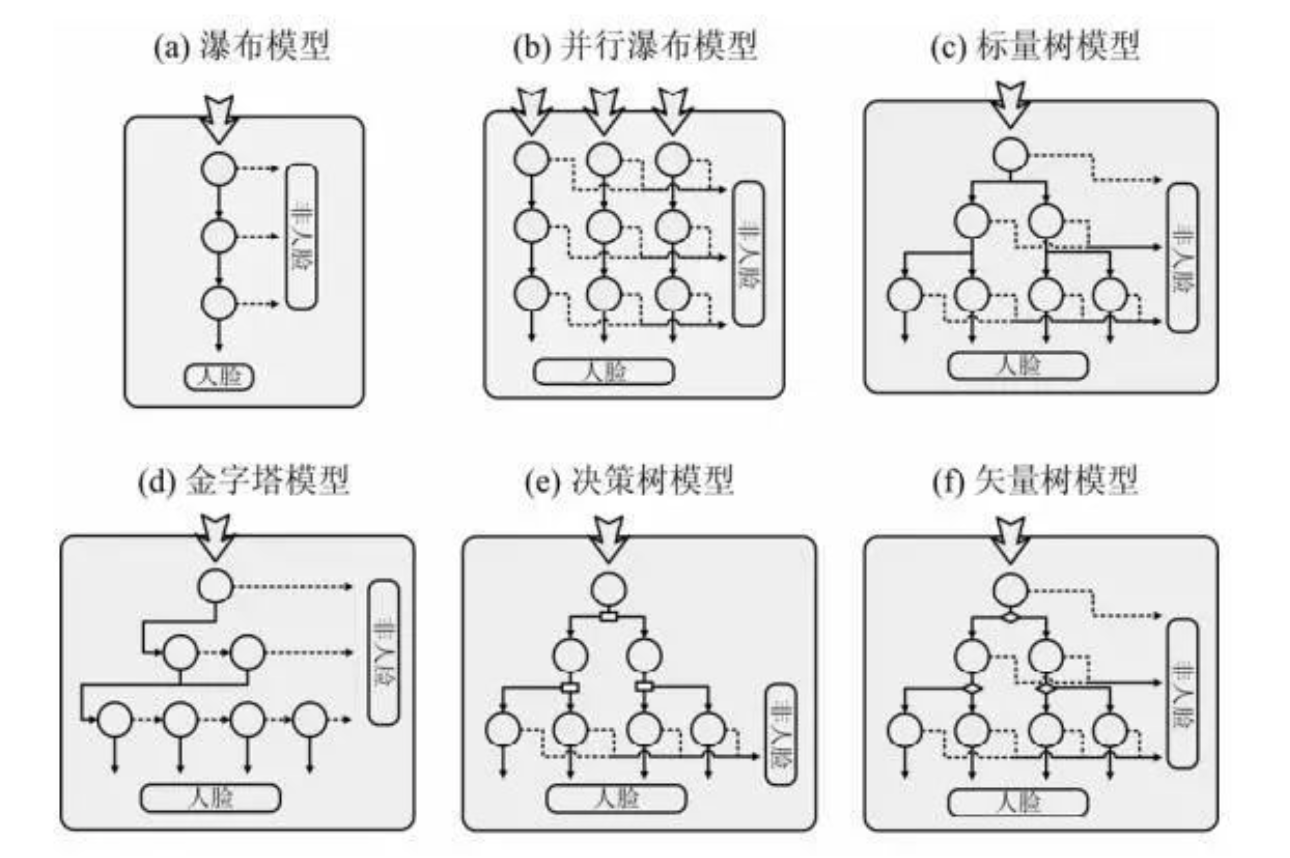 (a) 瀑布模型
(b) 并行瀑布模型
(c) 标量树模型
非人脸
非人脸
非人脸
人脸
人脸
人脸
(d) 金字塔模型
(e) 决策树模型
(f) 矢量树模型
非人脸
非人脸
非人脸
人脸
人脸
人脸